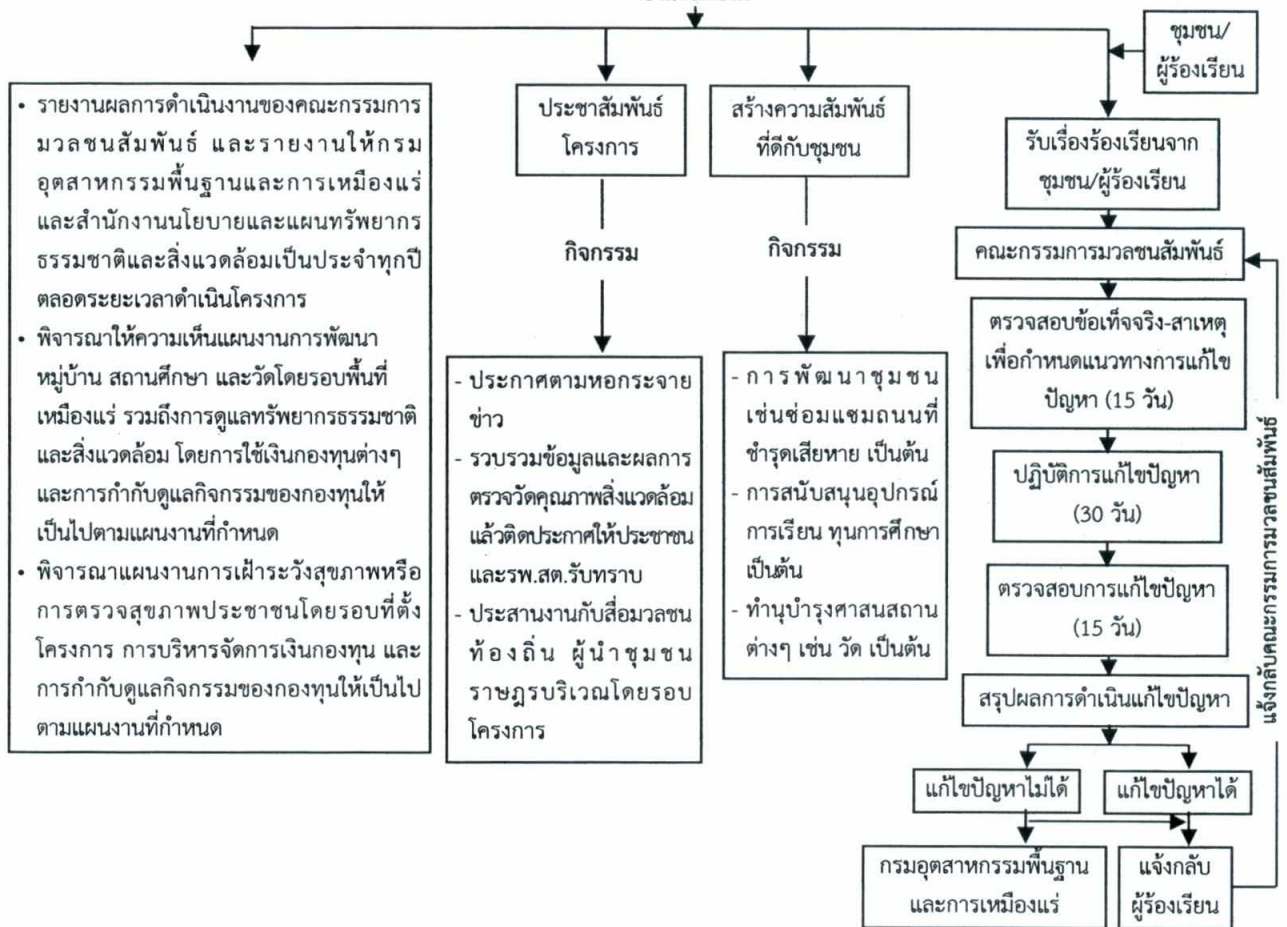 ชุมชน/
ผู้ร้องเรียน
• รายงานผลการดำเนินงานของคณะกรรมการ
มวลชนสัมพันธ์ และรายงานให้กรม
อุตสาหกรรมพื้นฐานและการเหมืองแร่
และสำนักงานนโยบายและแผนทรัพยากร
ธรรมชาติและสิ่งแวดล้อมเป็นประจำทุกปี
ตลอดระยะเวลาดำเนินโครงการ
• พิจารณาให้ความเห็นแผนงานการพัฒนา
หมู่บ้าน สถานศึกษา และวัดโดยรอบพื้นที่
เหมืองแร่ รวมถึงการดูแลทรัพยากรธรรมชาติ
และสิ่งแวดล้อม โดยการใช้เงินกองทุนต่างๆ
และการกำกับดูแลกิจกรรมของกองทุนให้
เป็นไปตามแผนงานที่กำหนด
• พิจารณาแผนงานการเฝ้าระวังสุขภาพหรือ
การตรวจสุขภาพประชาชนโดยรอบที่ตั้ง
โครงการ การบริหารจัดการเงินกองทุน และ
การกำกับดูแลกิจกรรมของกองทุนให้เป็นไป
ตามแผนงานที่กำหนด
ประชาสัมพันธ์
โครงการ
กิจกรรม
- ประกาศตามหอกระจาย
ข่าว
- รวบรวมข้อมูลและผลการ
ตรวจวัดคุณภาพสิ่งแวดล้อม
แล้วติดประกาศให้ประชาชน
และรพ.สต.รับทราบ
- ประสานงานกับสื่อมวลชน
ท้องถิ่น ผู้นำชุมชน
ราษฎรบริเวณโดยรอบ
โครงการ
สร้างความสัมพันธ์
ที่ดีกับชุมชน
กิจกรรม
- การพัฒนาชุมชน
เช่นซ่อมแซมถนนที่
ชำรุดเสียหาย เป็นต้น
- การสนับสนุนอุปกรณ์
การเรียน ทุนการศึกษา
เป็นต้น
- ทำนุบำรุงศาสนสถาน
ต่างๆ เช่น วัด เป็นต้น
รับเรื่องร้องเรียนจาก
ชุมชน/ผู้ร้องเรียน
คณะกรรมการมวลชนสัมพันธ์
ตรวจสอบข้อเท็จจริง-สาเหตุ
เพื่อกำหนดแนวทางการแก้ไข
ปัญหา (15 วัน)
ปฏิบัติการแก้ไขปัญหา
(30 วัน)
ตรวจสอบการแก้ไขปัญหา
(15 วัน)
สรุปผลการดำเนินแก้ไขปัญหา
แก้ไขปัญหาไม่ได้
แก้ไขปัญหาได้
กรมอุตสาหกรรมพื้นฐาน
และการเหมืองแร่
แจ้งกลับ
ผู้ร้องเรียน
แจ้งกลับคณะกรรมการมวลชนสัมพันธ์